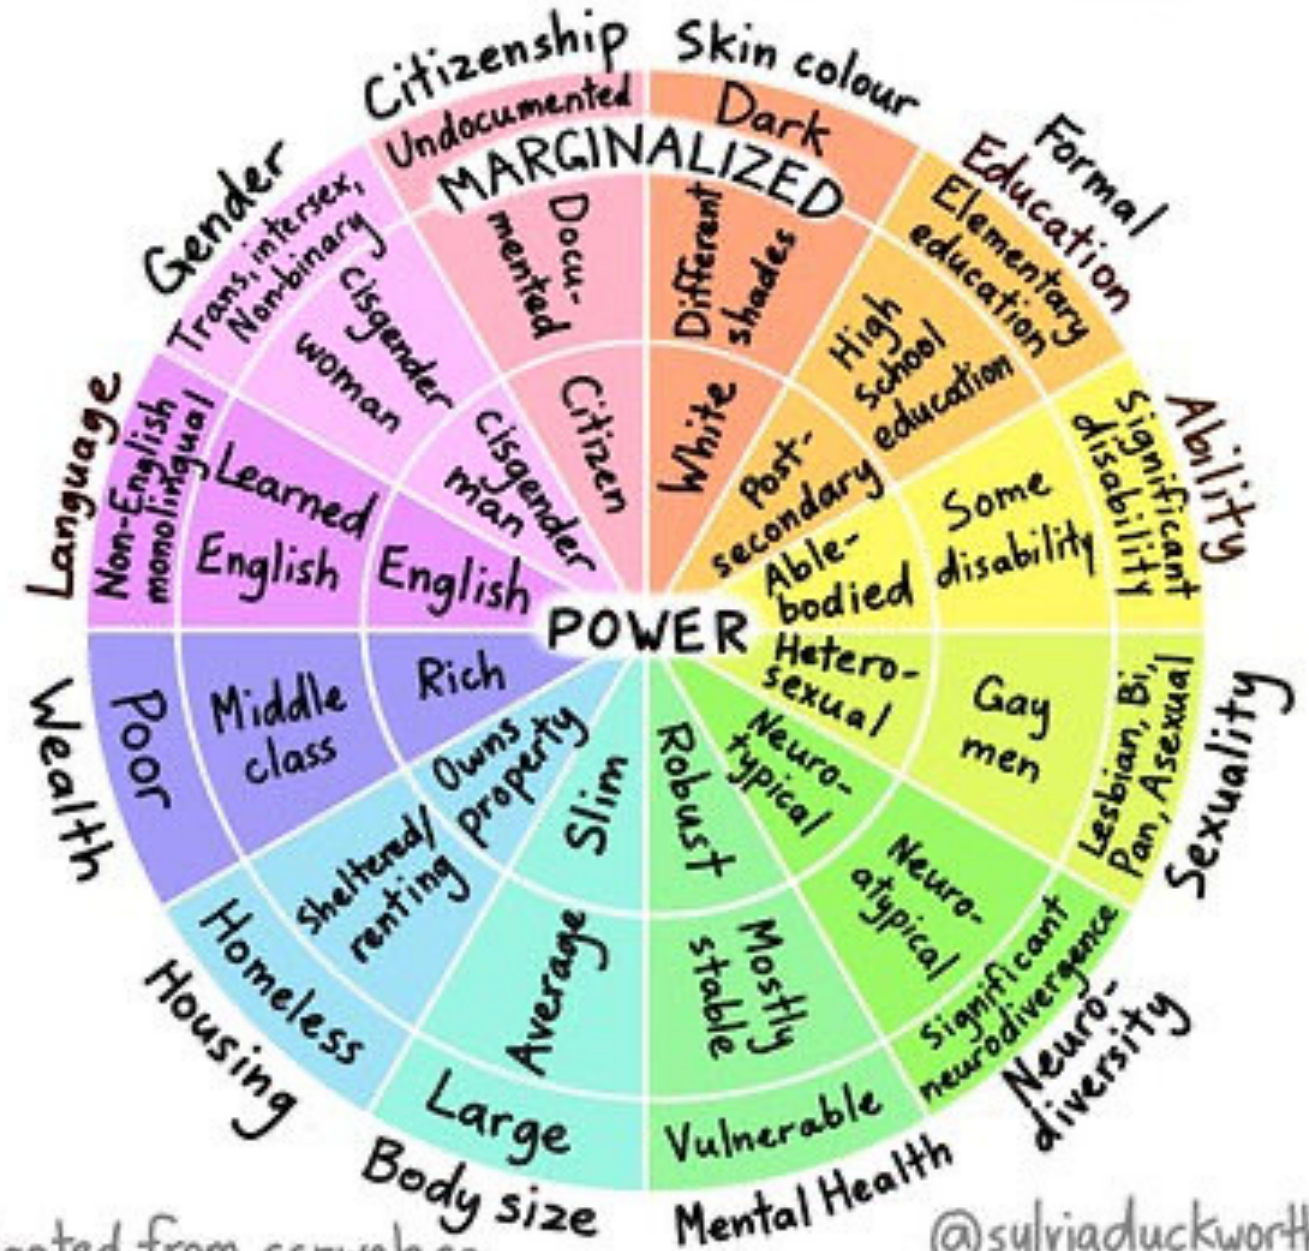 Citizenship
Undocumented
Docu-
mented
Citizen
Skin colour
Dark
Different
shades
White
Formal
Education
Elementary
education
High
school
education
Post-
secondary
Ability
Significant
disability
Some
disability
Able-
bodied
Sexuality
Lesbian, Bi,
Pan, Asexual
Gay
men
Hetero-
sexual
Neuro-
diversity
Significant
neurodivergence
Neuro-
atypical
Neuro-
typical
Mental Health
Vulnerable
Mostly
stable
Robust
Body size
Large
Average
Slim
Housing
Homeless
Sheltered/
renting
Owns
property
Wealth
Poor
Middle
class
Rich
Language
Non-English
monolingual
Learned
English
English
Gender
Trans, intersex,
Non-binary
cisgender
woman
cisgender
man
MARGINALIZED
POWER
from
@sylviaduckworth